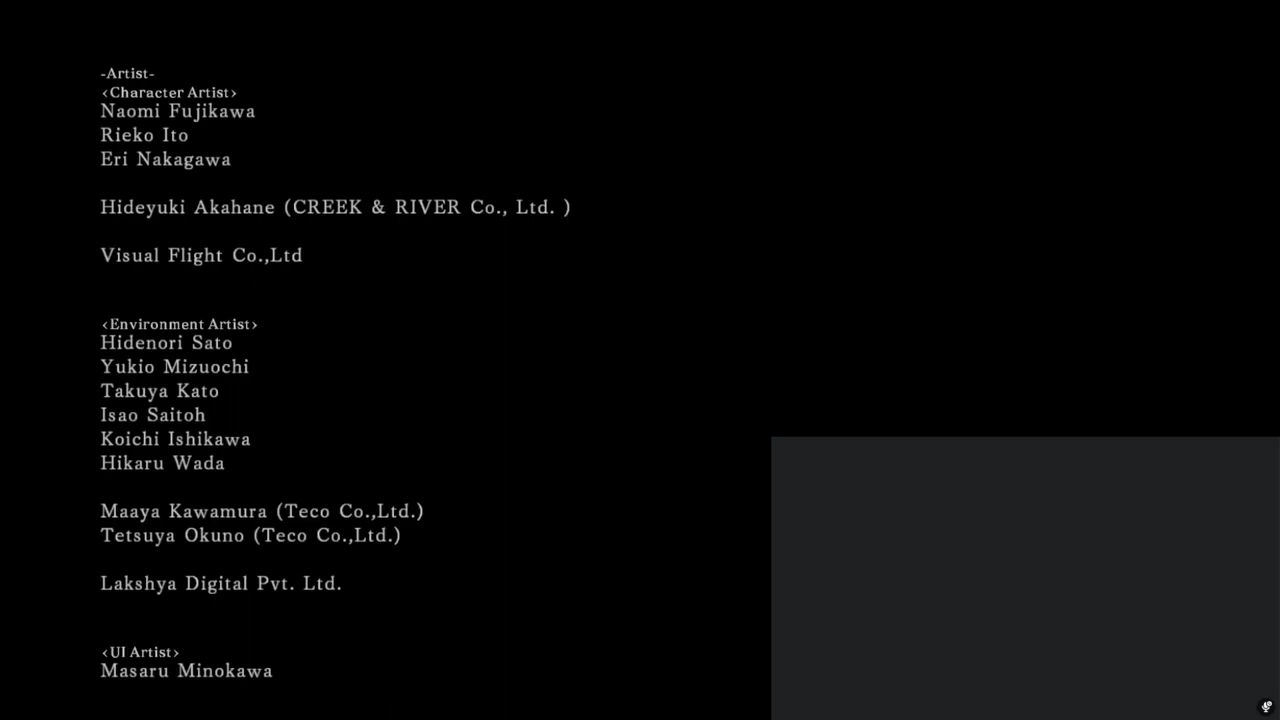 -Artist-
<Character Artist>
Naomi Fujikawa
Rieko Ito
Eri Nakagawa
Hideyuki Akahane (CREEK & RIVER Co., Ltd. )
Visual Flight Co.,Ltd
<Environment Artist>
Hidenori Sato
Yukio Mizuochi
Takuya Kato
Isao Saitoh
Koichi Ishikawa
Hikaru Wada
Maaya Kawamura (Teco Co.,Ltd.)
Tetsuya Okuno (Teco Co.,Ltd.)
Lakshya Digital Pvt. Ltd.
<UI Artist>
Masaru Minokawa